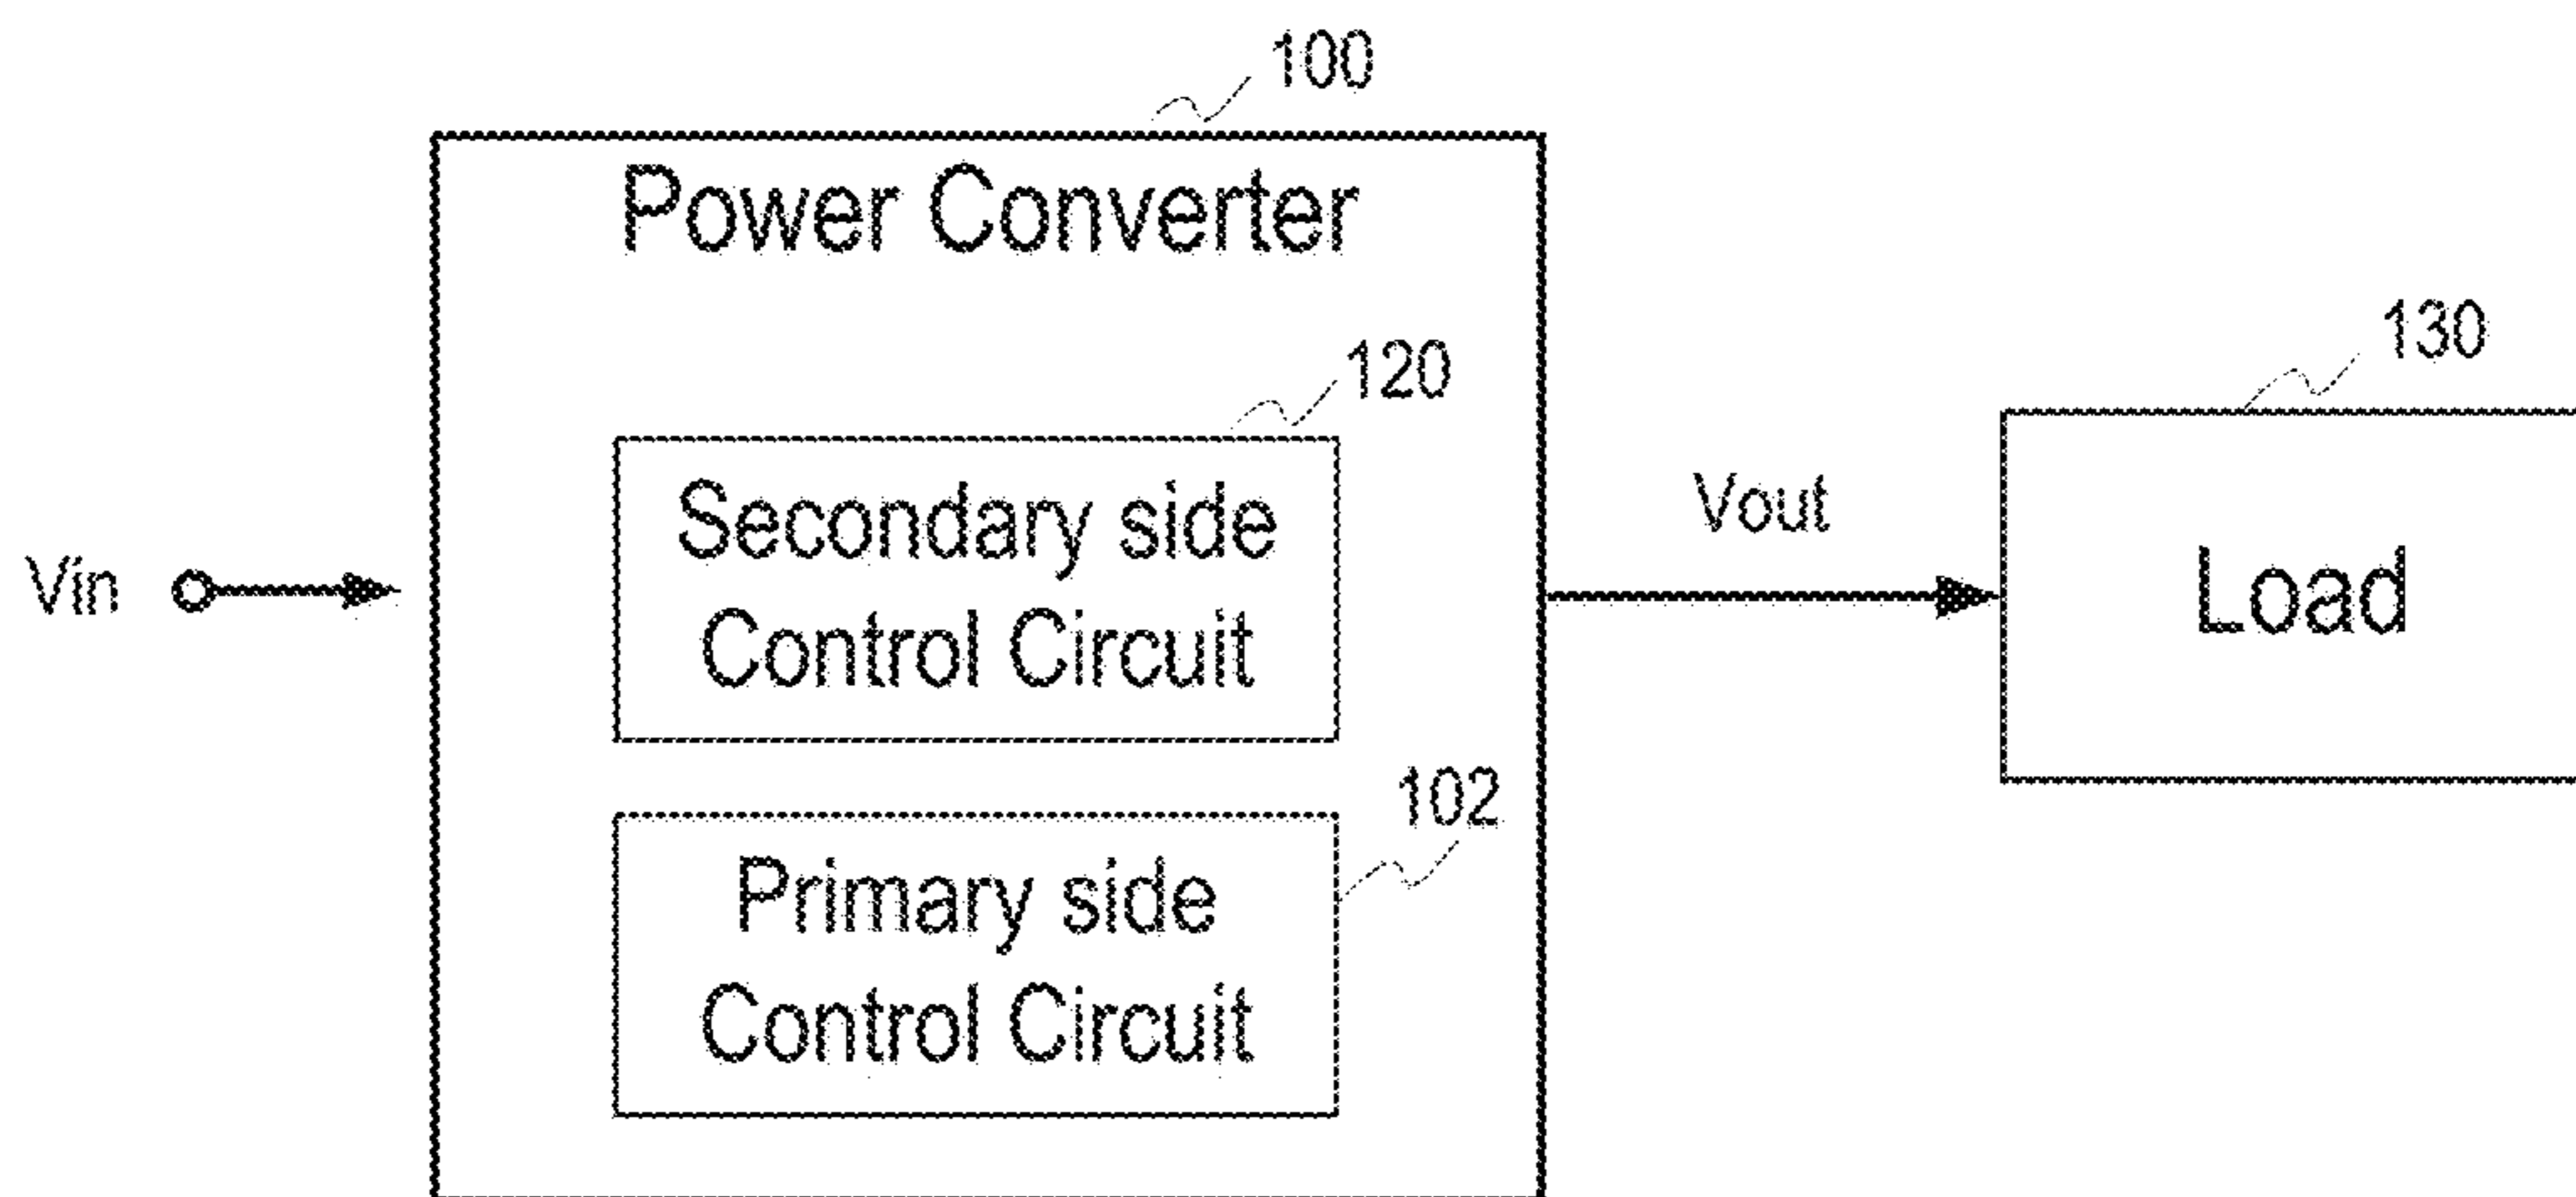 100
Power Converter
120
130
Secondary side
Control Circuit
Vin
Vout
Load
102
Primary side
Control Circuit